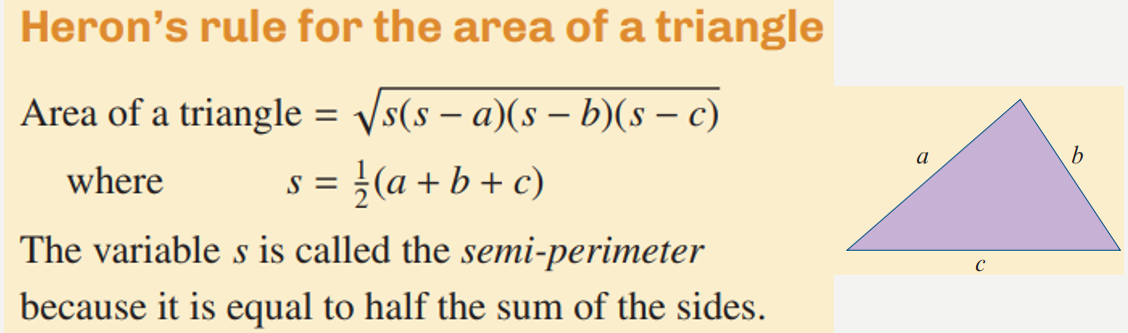 Heron's rule for the area of a triangle
Area of a triangle = √s(s − a)(s − b)(s − c)
where s = ½(a + b + c)
The variable s is called the semi-perimeter
because it is equal to half the sum of the sides.
a
b
c